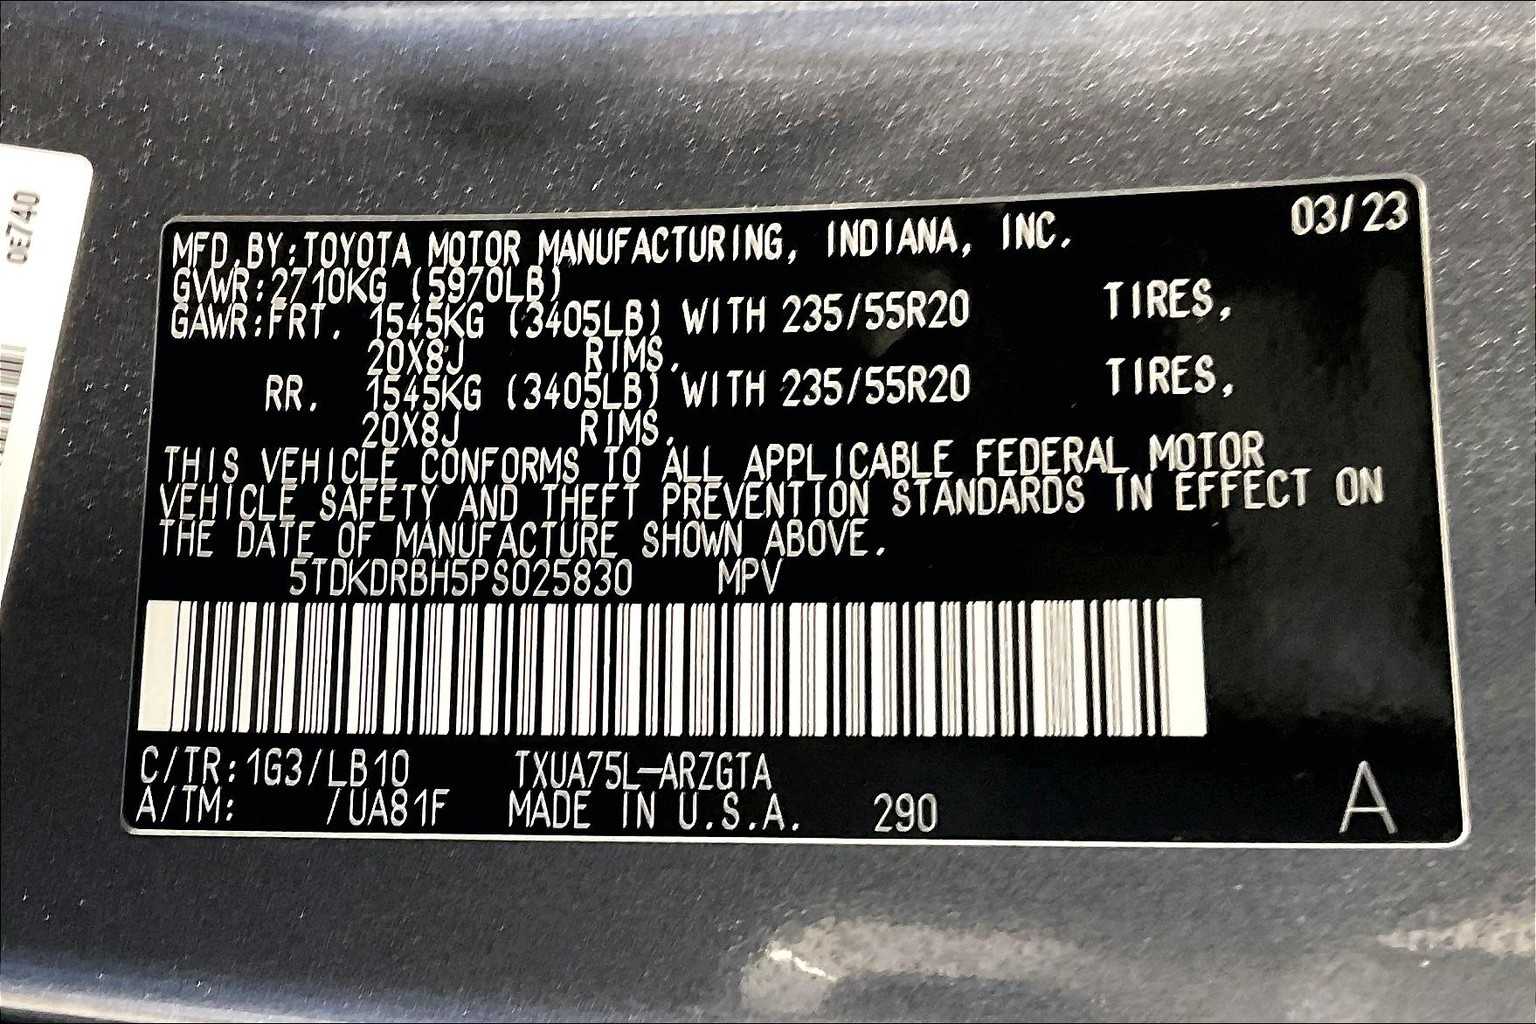 0E740
03/23
MFD.BY:TOYOTA MOTOR MANUFACTURING, INDIANA, INC.
GVWR:2710KG (5970LB)
GAWR:FRT. 1545KG (3405LB) WITH 235/55R20 TIRES,
20X8J RIMS,
RR. 1545KG (3405LB) WITH 235/55R20 TIRES,
20X8J RIMS,
THIS VEHICLE CONFORMS TO ALL APPLICABLE FEDERAL MOTOR
VEHICLE SAFETY AND THEFT PREVENTION STANDARDS IN EFFECT ON
THE DATE OF MANUFACTURE SHOWN ABOVE.
5TDKDRBH5PS025830 MPV
C/TR:1G3/LB10 TXUA75L-ARZGTA
A/TM: /UA81F MADE IN U.S.A. 290 A